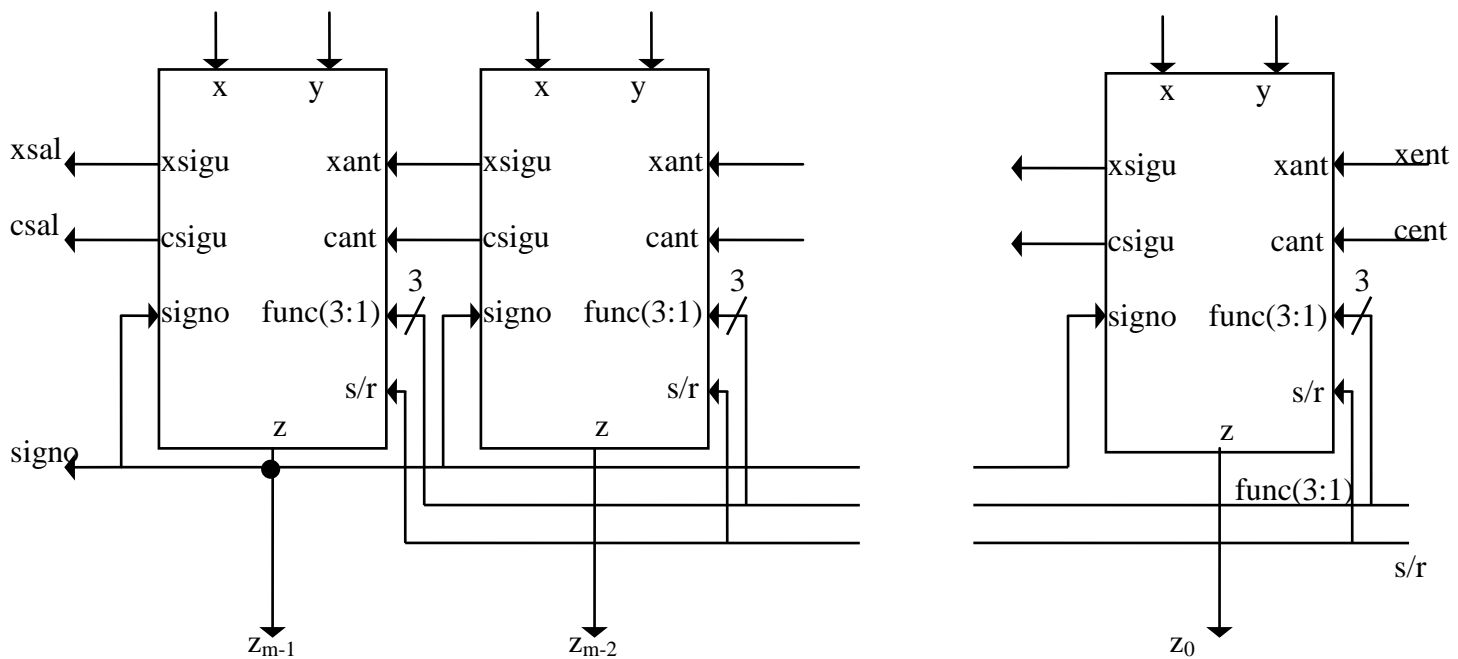 x y x y x y
xsal xsigu xant xsigu xant xsigu xant xent
csal csigu cant csigu cant csigu cant cent
3 3 3
signo func(3:1) signo func(3:1) signo func(3:1)
s/r s/r s/r
z z z
signo
func(3:1)
s/r
zm-1 zm-2 z0